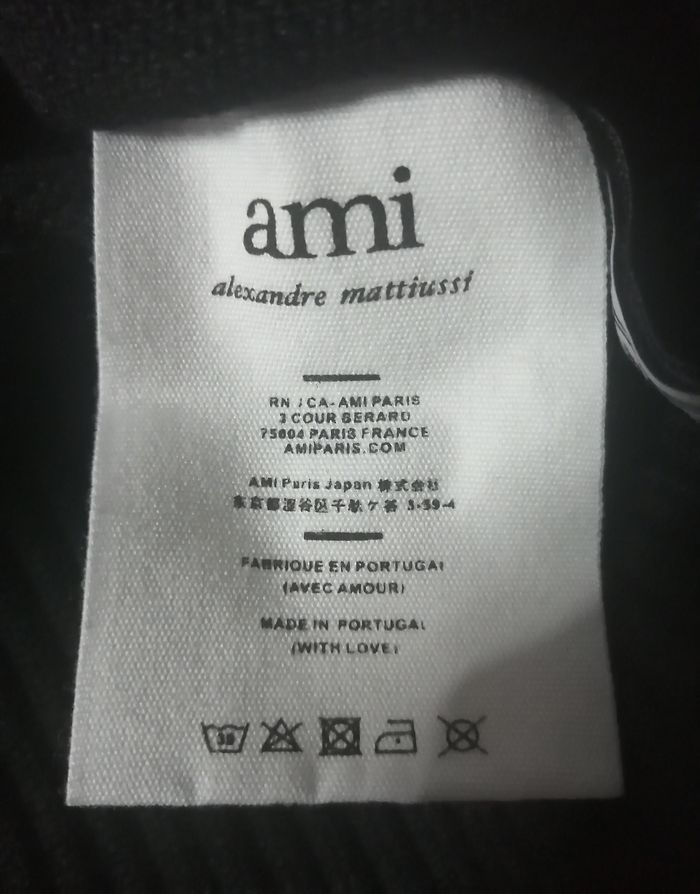 ami
alexandre mattiussi
RN : CA-AMI PARIS
3 COUR BERARD
75004 PARIS FRANCE
AMIPARIS.COM
AMI Paris Japan 株式会社
東京都渋谷区千駄ケ谷 3-59-4
FABRIQUE EN PORTUGAL
(AVEC AMOUR)
MADE IN PORTUGAL
(WITH LOVE)
30